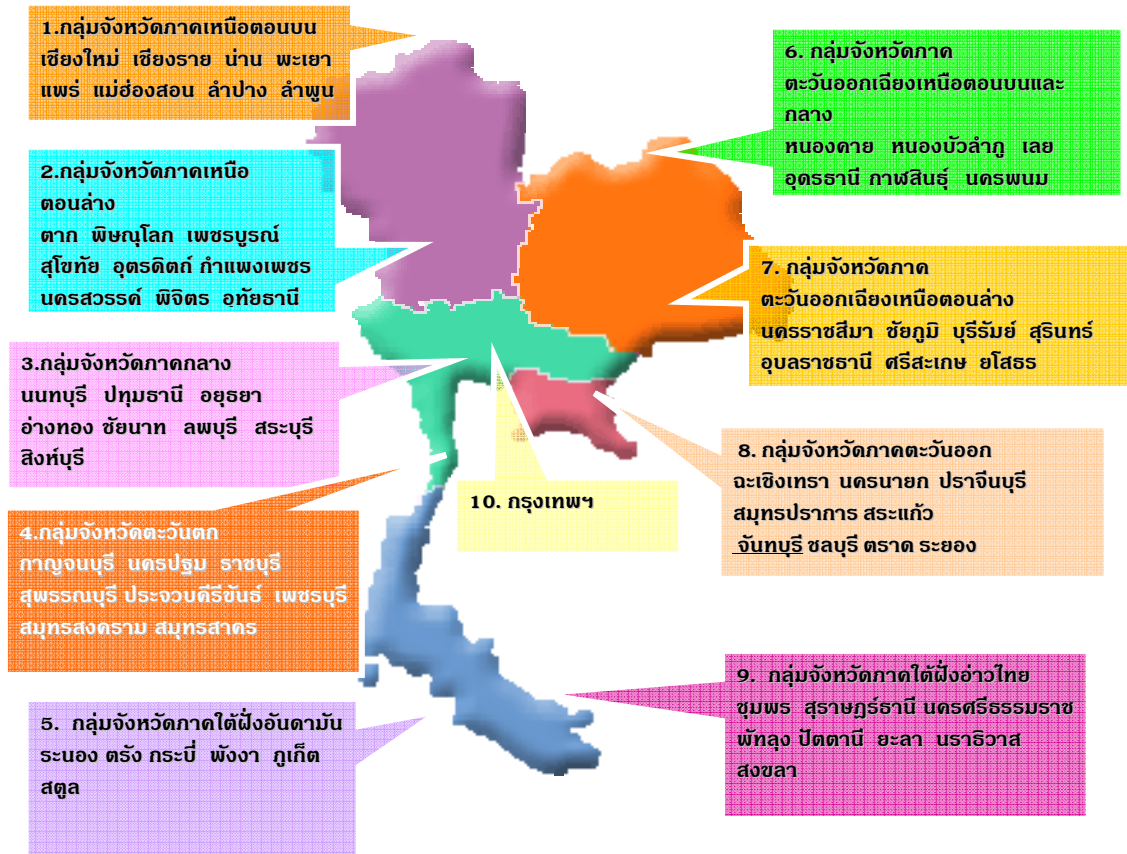 1.กลุ่มจังหวัดภาคเหนือตอนบน
เชียงใหม่ เชียงราย น่าน พะเยา
แพร่ แม่ฮ่องสอน ลำปาง ลำพูน
2.กลุ่มจังหวัดภาคเหนือ
ตอนล่าง
ตาก พิษณุโลก เพชรบูรณ์
สุโขทัย อุตรดิตถ์ กำแพงเพชร
นครสวรรค์ พิจิตร อุทัยธานี
3.กลุ่มจังหวัดภาคกลาง
นนทบุรี ปทุมธานี อยุธยา
อ่างทอง ชัยนาท ลพบุรี สระบุรี
สิงห์บุรี
4.กลุ่มจังหวัดตะวันตก
กาญจนบุรี นครปฐม ราชบุรี
สุพรรณบุรี ประจวบคีรีขันธ์ เพชรบุรี
สมุทรสงคราม สมุทรสาคร
5. กลุ่มจังหวัดภาคใต้ฝั่งอันดามัน
ระนอง ตรัง กระบี่ พังงา ภูเก็ต
สตูล
6. กลุ่มจังหวัดภาค
ตะวันออกเฉียงเหนือตอนบนและ
กลาง
หนองคาย หนองบัวลำภู เลย
อุดรธานี กาฬสินธุ์ นครพนม
7. กลุ่มจังหวัดภาค
ตะวันออกเฉียงเหนือตอนล่าง
นครราชสีมา ชัยภูมิ บุรีรัมย์ สุรินทร์
อุบลราชธานี ศรีสะเกษ ยโสธร
8. กลุ่มจังหวัดภาคตะวันออก
ฉะเชิงเทรา นครนายก ปราจีนบุรี
สมุทรปราการ สระแก้ว
จันทบุรี ชลบุรี ตราด ระยอง
9. กลุ่มจังหวัดภาคใต้ฝั่งอ่าวไทย
ชุมพร สุราษฎร์ธานี นครศรีธรรมราช
พัทลุง ปัตตานี ยะลา นราธิวาส
สงขลา
10. กรุงเทพฯ